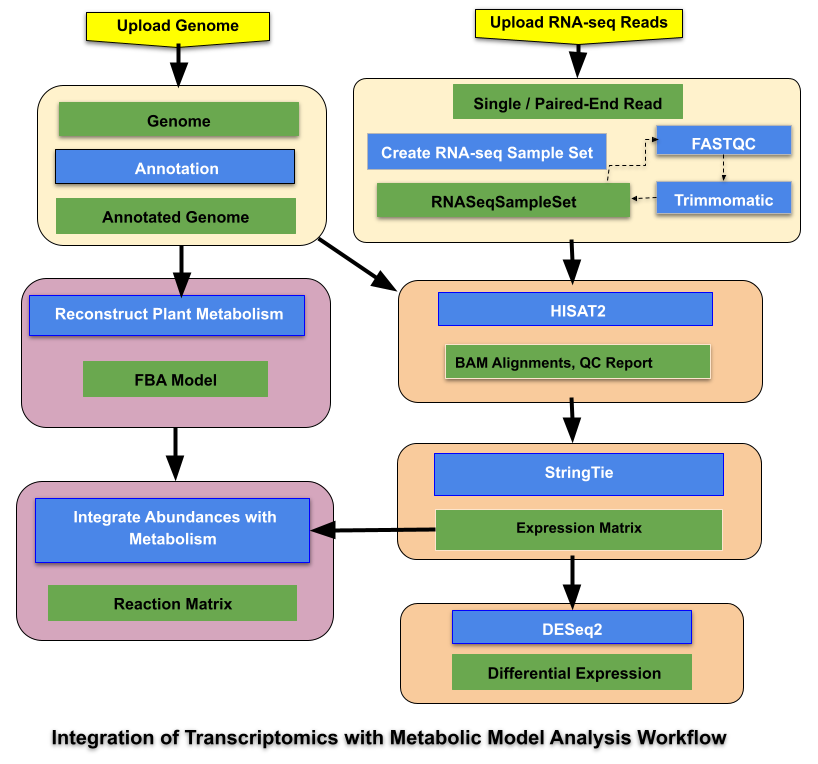 Upload Genome
Upload RNA-seq Reads
Genome
Annotation
Annotated Genome
Single / Paired-End Read
Create RNA-seq Sample Set
FASTQC
RNASeqSampleSet
Trimmomatic
Reconstruct Plant Metabolism
FBA Model
HISAT2
BAM Alignments, QC Report
StringTie
Expression Matrix
Integrate Abundances with
Metabolism
Reaction Matrix
DESeq2
Differential Expression
Integration of Transcriptomics with Metabolic Model Analysis Workflow